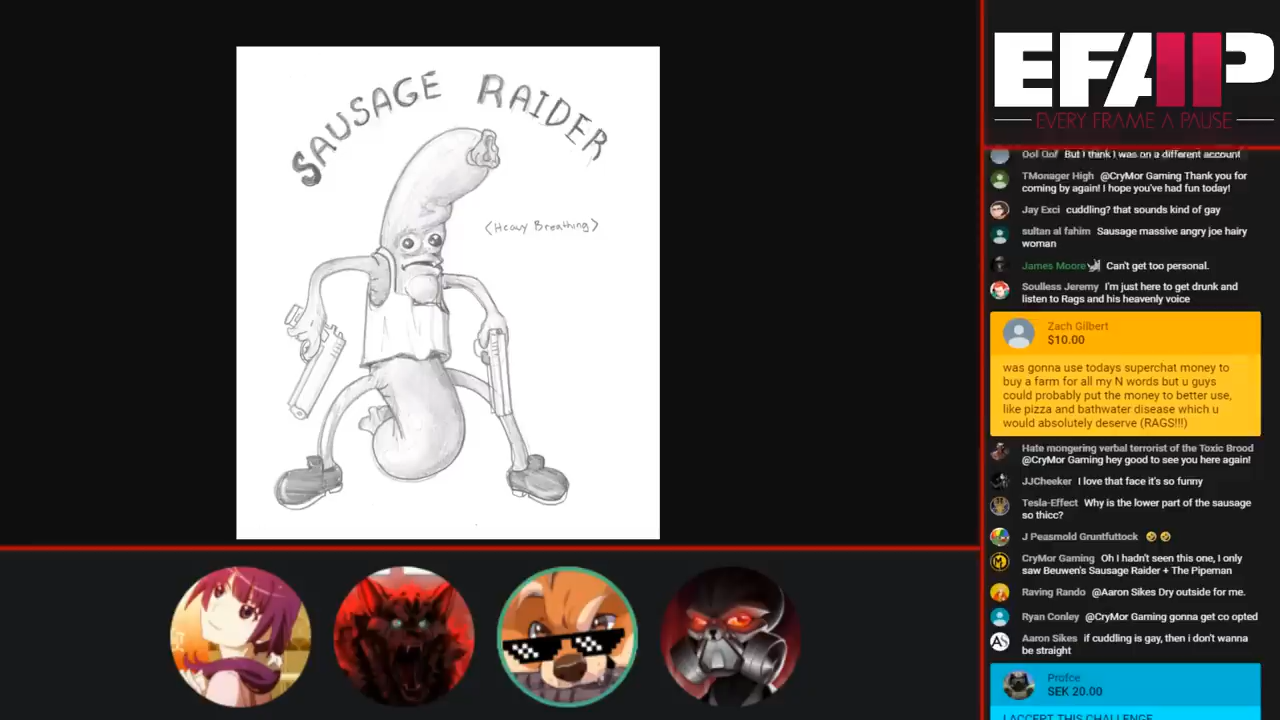 SAUSAGE RAIDER
<Heavy Breathing>
EFAP
EVERY FRAME A PAUSE
Oof Oof But I think I was on a different account
TMonager High @CryMor Gaming Thank you for
coming by again! I hope you've had fun today!
Jay Exci cuddling? that sounds kind of gay
sultan al fahim Sausage massive angry joe hairy
woman
James Moore Can't get too personal.
Soulless Jeremy I'm just here to get drunk and
listen to Rags and his heavenly voice
Zach Gilbert
$10.00
was gonna use todays superchat money to
buy a farm for all my N words but u guys
could probably put the money to better use,
like pizza and bathwater disease which u
would absolutely deserve (RAGS!!!)
Hate mongering verbal terrorist of the Toxic Brood
@CryMor Gaming hey good to see you here again!
JJCheeker I love that face it's so funny
Tesla-Effect Why is the lower part of the sausage
so thicc?
J Peasmold Gruntfuttock 🤣 🤣
CryMor Gaming Oh I hadn't seen this one, I only
saw Beuwen's Sausage Raider + The Pipeman
Raving Rando @Aaron Sikes Dry outside for me.
Ryan Conley @CryMor Gaming gonna get co opted
AS
Aaron Sikes if cuddling is gay, then i don't wanna
be straight
Profce
SEK 20.00
I ACCEPT THIS CHALLENGE